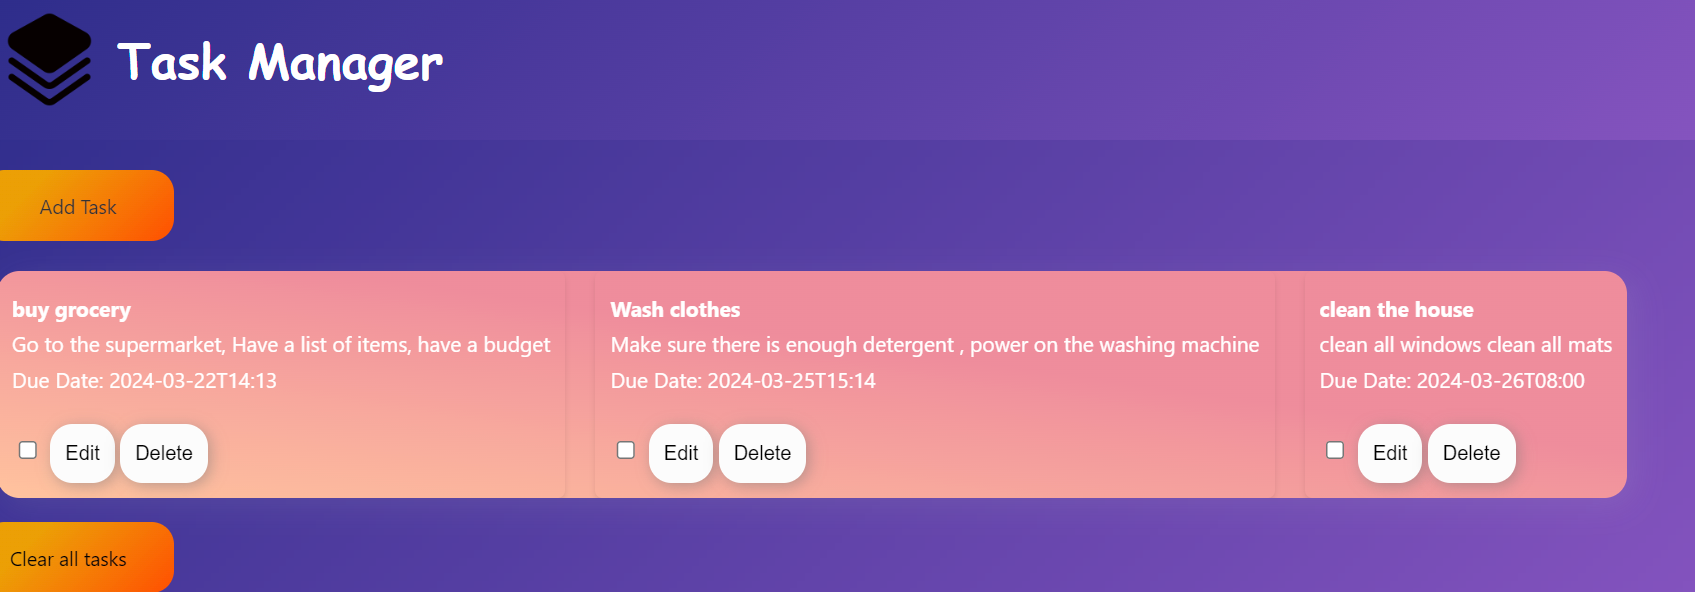 Task Manager
Add Task
buy grocery
Go to the supermarket, Have a list of items, have a budget
Due Date: 2024-03-22T14:13
Edit Delete
Wash clothes
Make sure there is enough detergent , power on the washing machine
Due Date: 2024-03-25T15:14
Edit Delete
clean the house
clean all windows clean all mats
Due Date: 2024-03-26T08:00
Edit Delete
Clear all tasks